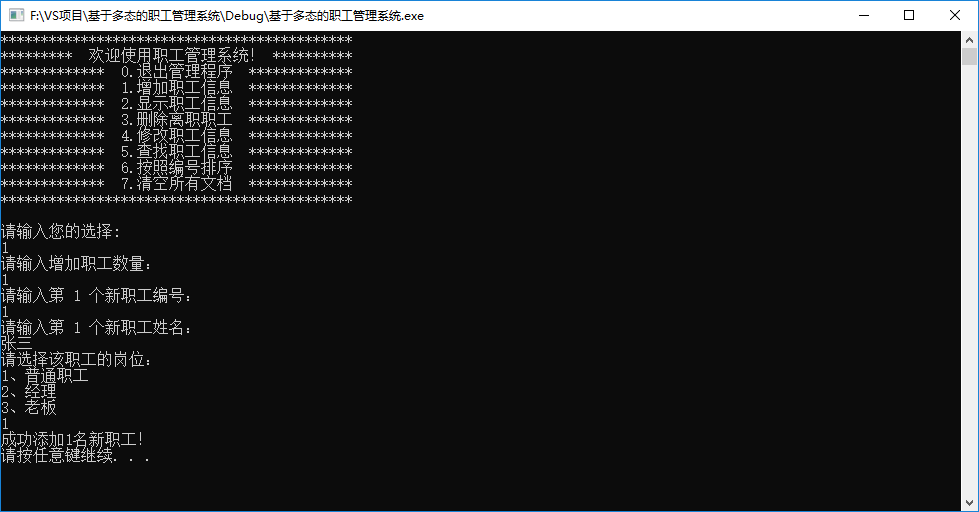 F:\VS项目\基于多态的职工管理系统\Debug\基于多态的职工管理系统.exe
********************************************
*********  欢迎使用职工管理系统!  **********
*************  0.退出管理程序  *************
*************  1.增加职工信息  *************
*************  2.显示职工信息  *************
*************  3.删除离职职工  *************
*************  4.修改职工信息  *************
*************  5.查找职工信息  *************
*************  6.按照编号排序  *************
*************  7.清空所有文档  *************
********************************************
请输入您的选择:
1
请输入增加职工数量:
1
请输入第 1 个新职工编号:
1
请输入第 1 个新职工姓名:
张三
请选择该职工的岗位:
1、普通职工
2、经理
3、老板
1
成功添加1名新职工!
请按任意键继续. . .